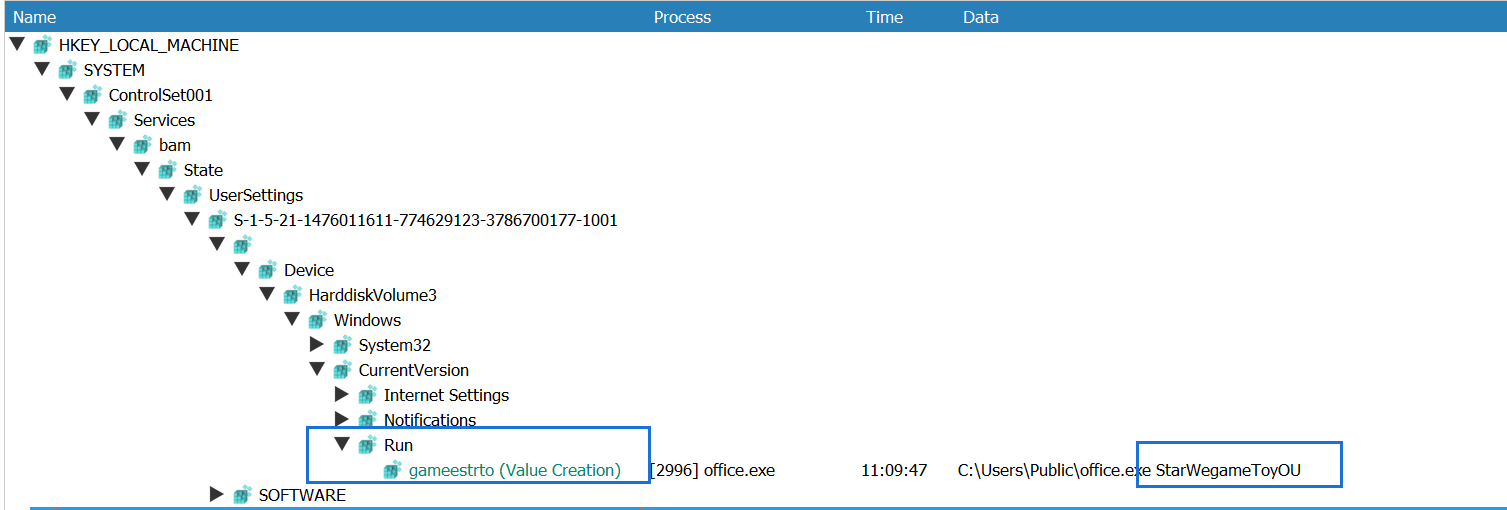 Name Process Time Data
HKEY_LOCAL_MACHINE
SYSTEM
ControlSet001
Services
bam
State
UserSettings
S-1-5-21-1476011611-774629123-3786700177-1001
Device
HarddiskVolume3
Windows
System32
CurrentVersion
Internet Settings
Notifications
Run
gameestrto (Value Creation) [2996] office.exe 11:09:47 C:\Users\Public\office.exe StarWegameToyOU
SOFTWARE